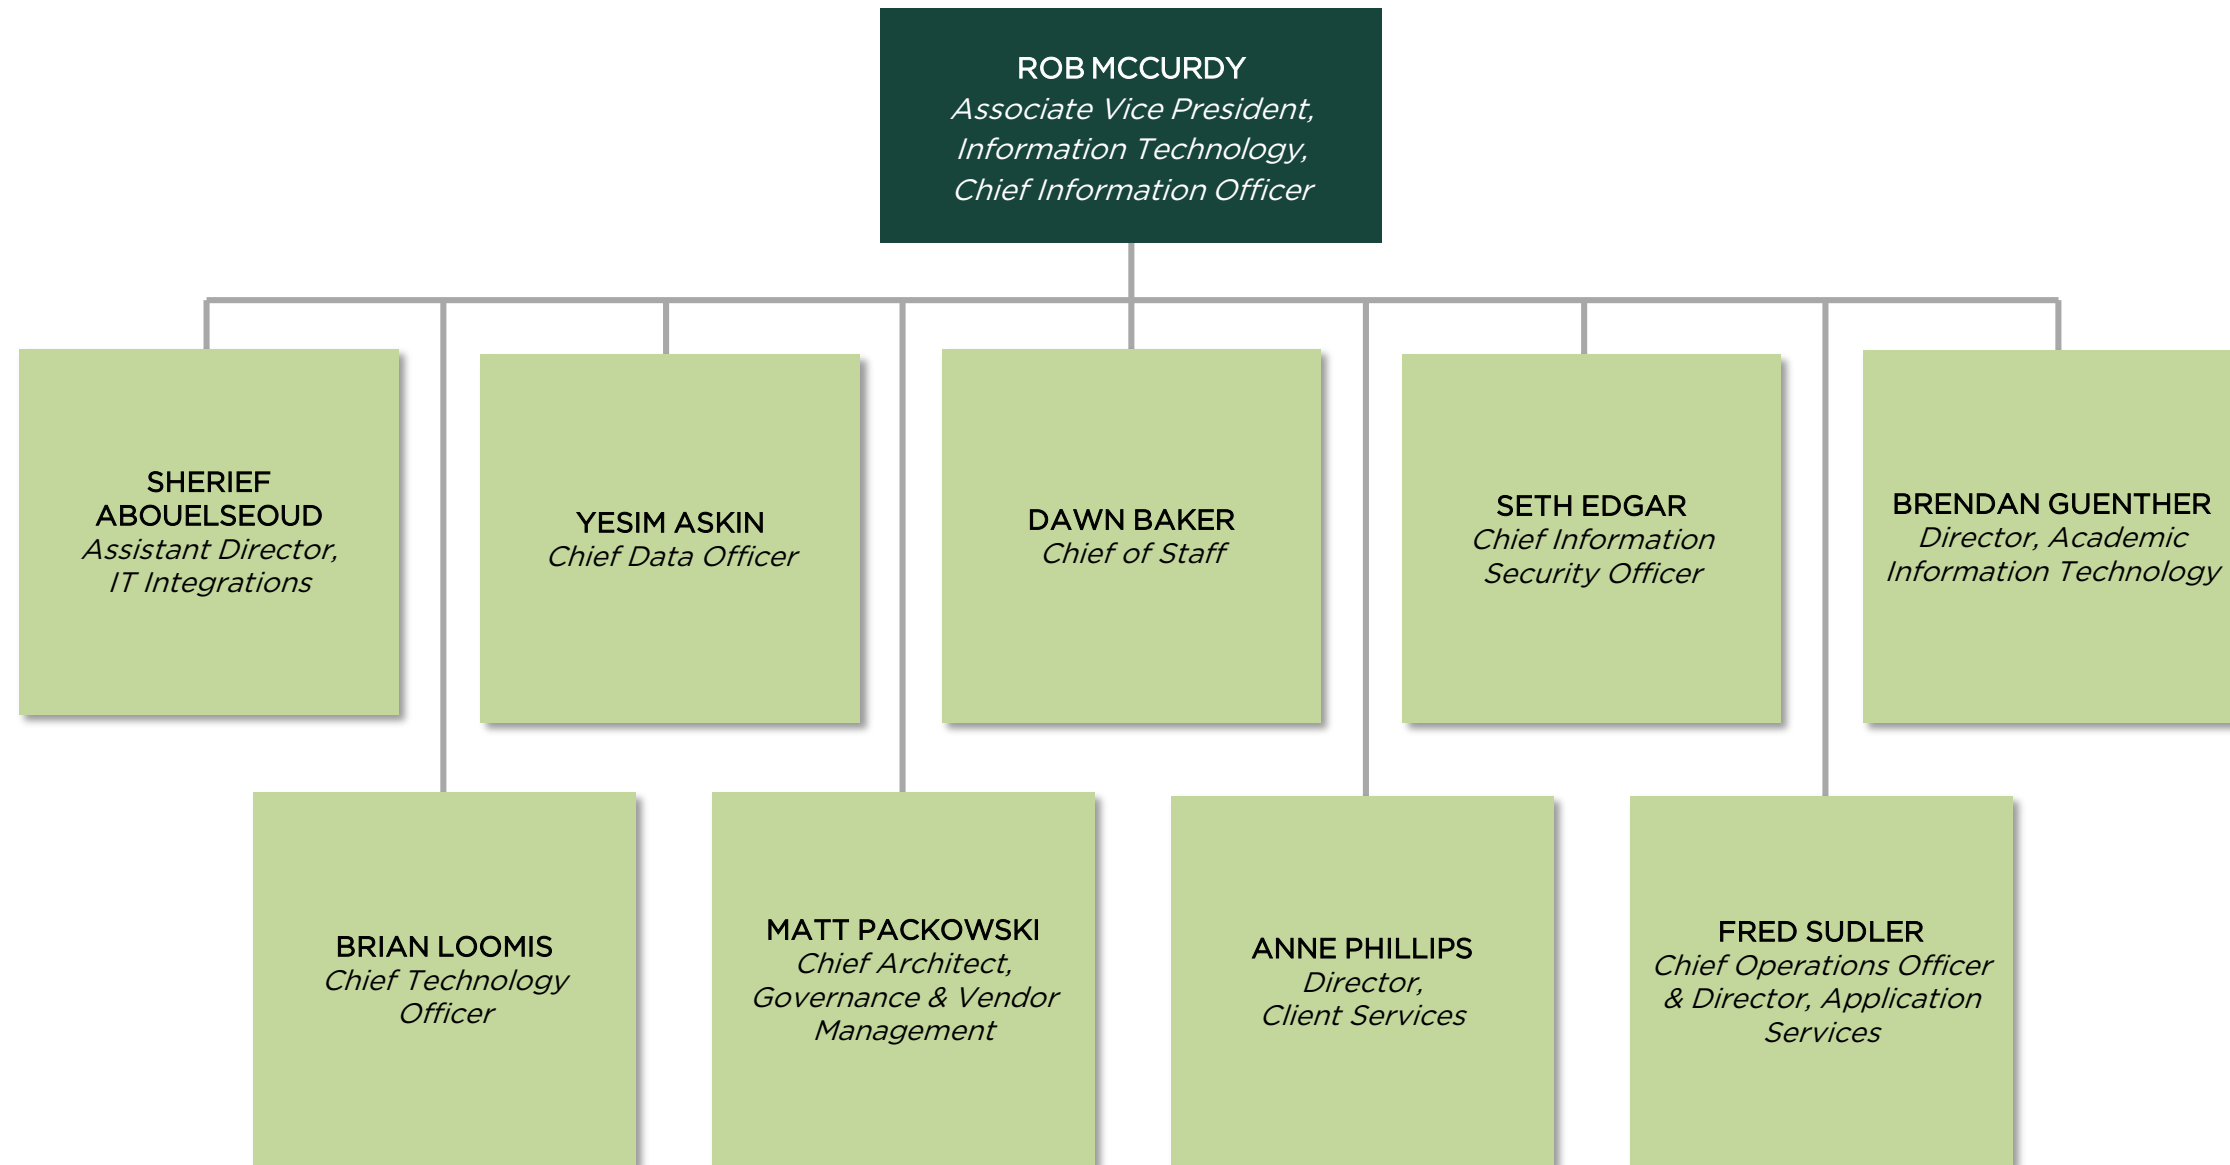 ROB MCCURDY
Associate Vice President,
Information Technology,
Chief Information Officer
SHERIEF
ABOUELSEOUD
Assistant Director,
IT Integrations
YESIM ASKIN
Chief Data Officer
DAWN BAKER
Chief of Staff
SETH EDGAR
Chief Information
Security Officer
BRENDAN GUENTHER
Director, Academic
Information Technology
BRIAN LOOMIS
Chief Technology
Officer
MATT PACKOWSKI
Chief Architect,
Governance & Vendor
Management
ANNE PHILLIPS
Director,
Client Services
FRED SUDLER
Chief Operations Officer
& Director, Application
Services